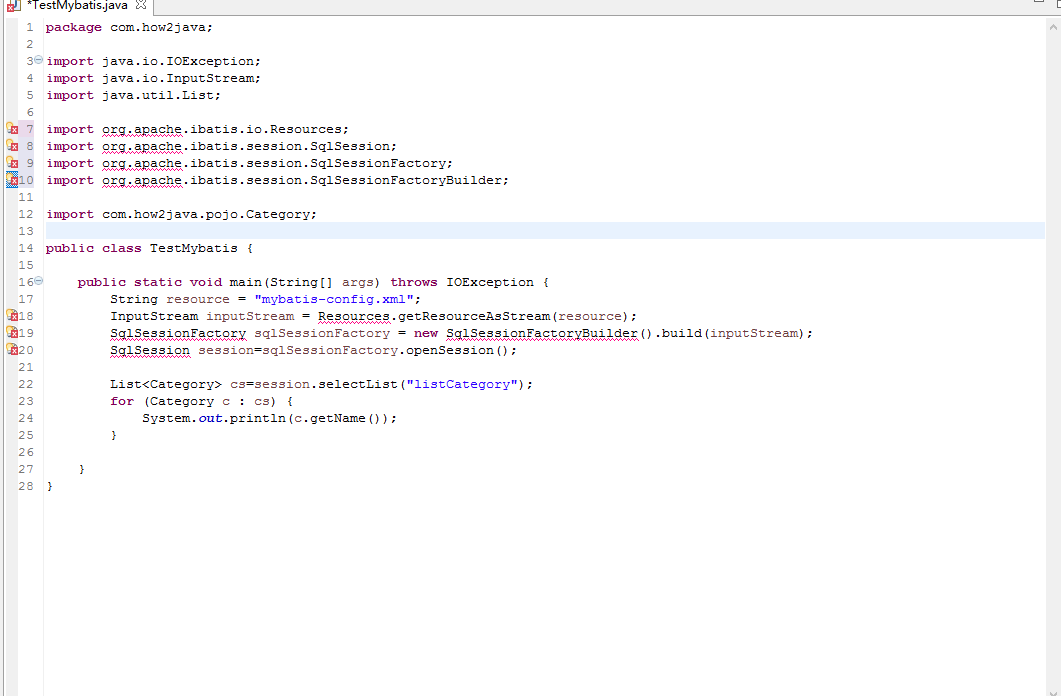 *TestMybatis.java
1 package com.how2java;
2
3 import java.io.IOException;
4 import java.io.InputStream;
5 import java.util.List;
6
7 import org.apache.ibatis.io.Resources;
8 import org.apache.ibatis.session.SqlSession;
9 import org.apache.ibatis.session.SqlSessionFactory;
10 import org.apache.ibatis.session.SqlSessionFactoryBuilder;
11
12 import com.how2java.pojo.Category;
13
14 public class TestMybatis {
15
16     public static void main(String[] args) throws IOException {
17         String resource = "mybatis-config.xml";
18         InputStream inputStream = Resources.getResourceAsStream(resource);
19         SqlSessionFactory sqlSessionFactory = new SqlSessionFactoryBuilder().build(inputStream);
20         SqlSession session=sqlSessionFactory.openSession();
21
22         List<Category> cs=session.selectList("listCategory");
23         for (Category c : cs) {
24             System.out.println(c.getName());
25         }
26
27     }
28 }